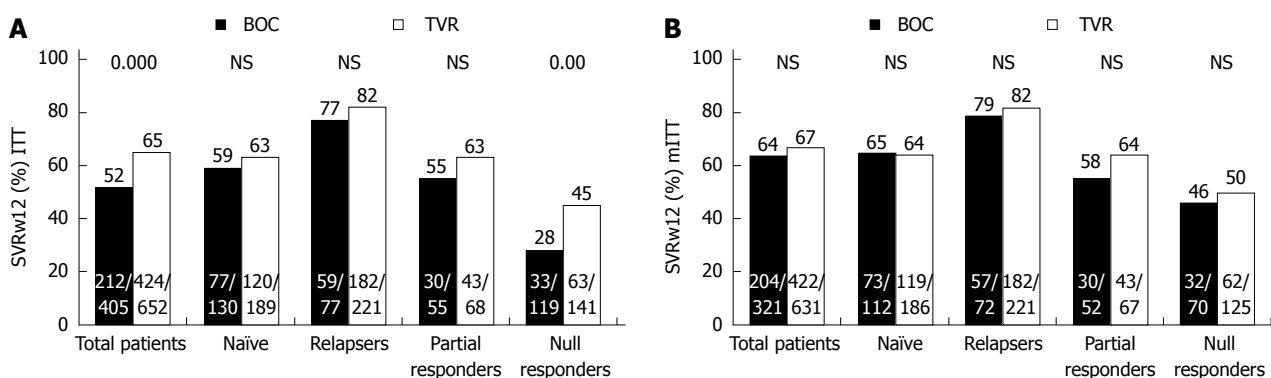 A
BOC TVR
100
80
60
40
20
0
SVRw12 (%) ITT
0.000 NS NS NS 0.00
52 65 59 63 77 82 55 63 28 45
212/ 424/ 77/ 120/ 59/ 182/ 30/ 43/ 33/ 63/
405 652 130 189 77 221 55 68 119 141
Total patients Naïve Relapsers Partial Null
responders responders
B
BOC TVR
100
80
60
40
20
0
SVRw12 (%) mITT
NS NS NS NS NS
64 67 65 64 79 82 58 64 46 50
204/ 422/ 73/ 119/ 57/ 182/ 30/ 43/ 32/ 62/
321 631 112 186 72 221 52 67 70 125
Total patients Naïve Relapsers Partial Null
responders responders